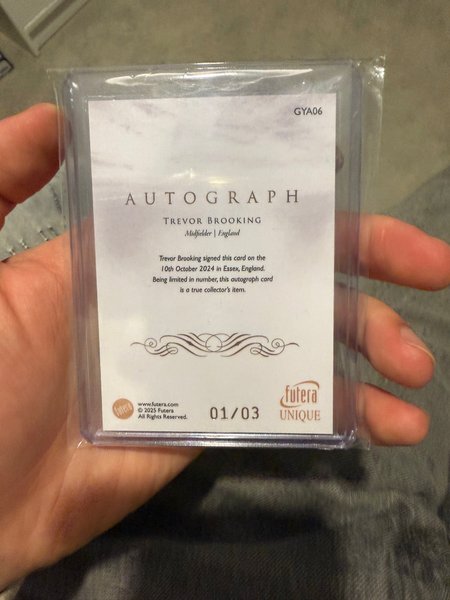 GYA06
AUTOGRAPH
TREVOR BROOKING
Midfielder | England
Trevor Brooking signed this card on the
10th October 2024 in Essex, England.
Being limited in number, this autograph card
is a true collector's item.
futera
www.futera.com
© 2025 Futera
All Rights Reserved.
01/03
futera
UNIQUE